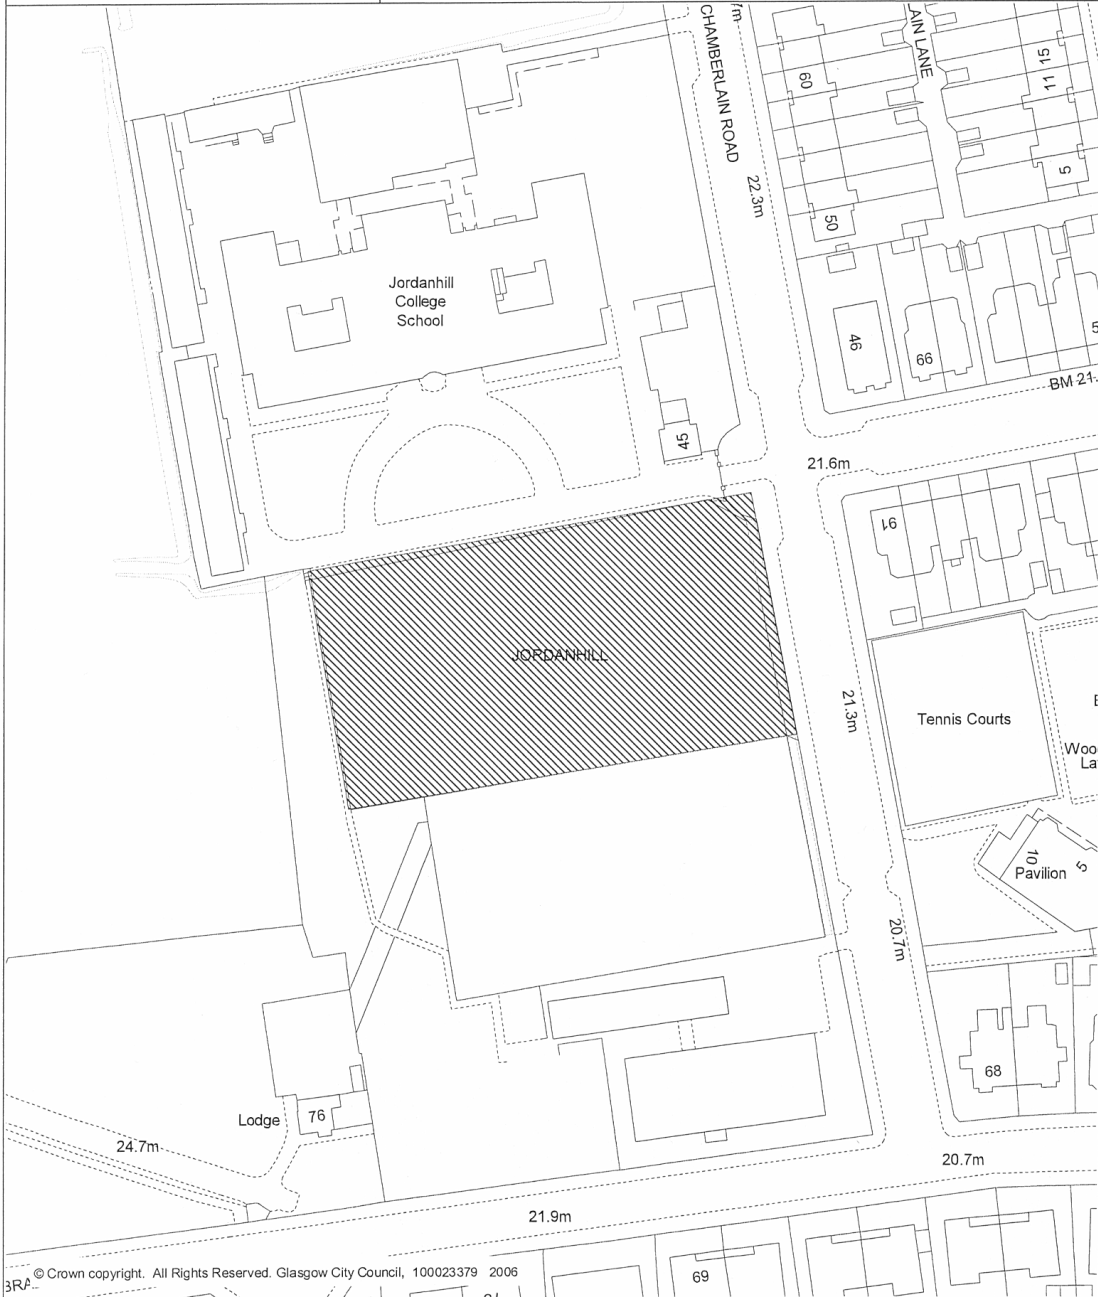 CHAMBERLAIN ROAD
AIN LANE
60
11 15
5
22.3m
50
Jordanhill
College
School
46
66
BM 21.
45
21.6m
91
JORDANHILL
21.3m
Tennis Courts
10
5
Pavilion
20.7m
68
Lodge
76
24.7m
20.7m
21.9m
© Crown copyright. All Rights Reserved. Glasgow City Council, 100023379 2006
69